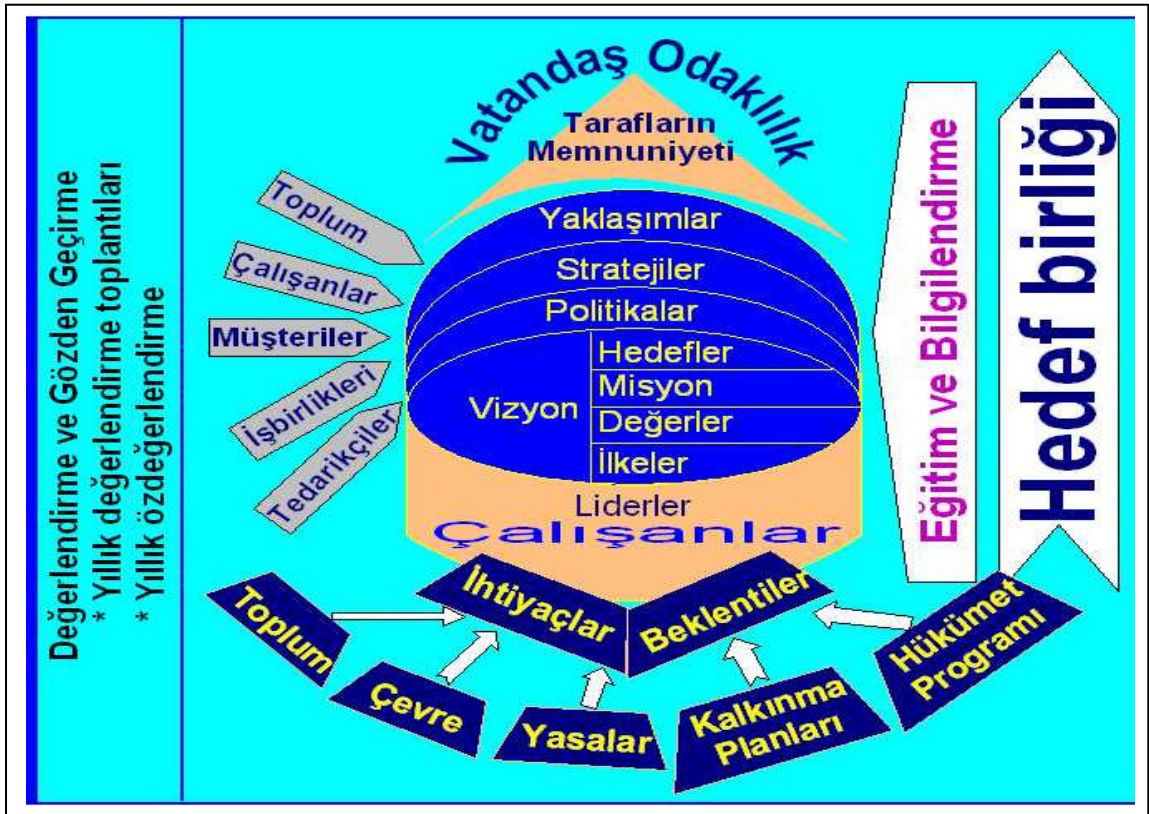 Değerlendirme ve Gözden Geçirme
* Yıllık değerlendirme toplantıları
* Yıllık özdeğerlendirme
Vatandaş Odaklılık
Tarafların
Memnuniyeti
Toplum
Çalışanlar
Müşteriler
İşbirlikleri
Tedarikçiler
Yaklaşımlar
Stratejiler
Politikalar
Vizyon
Hedefler
Misyon
Değerler
İlkeler
Liderler
Çalışanlar
İhtiyaçlar
Beklentiler
Toplum
Çevre
Yasalar
Kalkınma
Planları
Hükümet
Programı
Eğitim ve Bilgilendirme
Hedef birliği